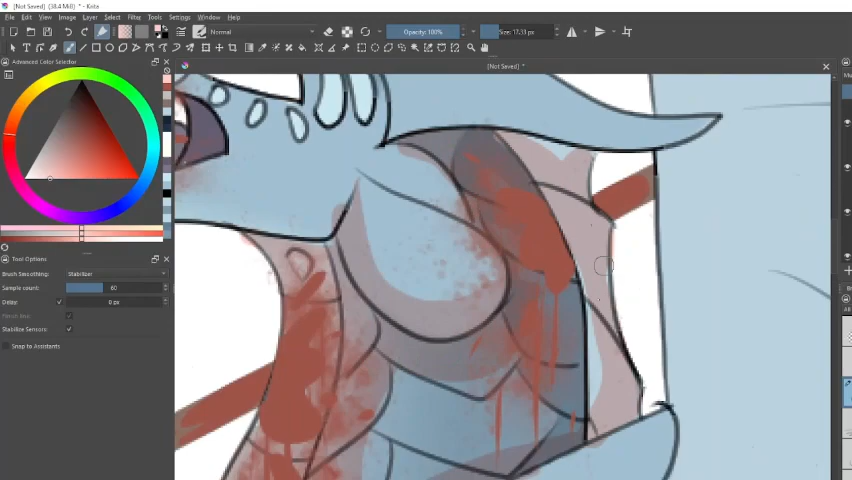 [Not Saved] (38.4 MiB) * - Krita
File Edit View Image Layer Select Filter Tools Settings Window Help
Normal Opacity: 100% Size: 17.33 px
Advanced Color Selector
[Not Saved] *
Tool Options
Brush Smoothing: Stabilizer
Sample count: 60
Delay: 0 px
Finish line:
Stabilize Sensors:
Snap to Assistants